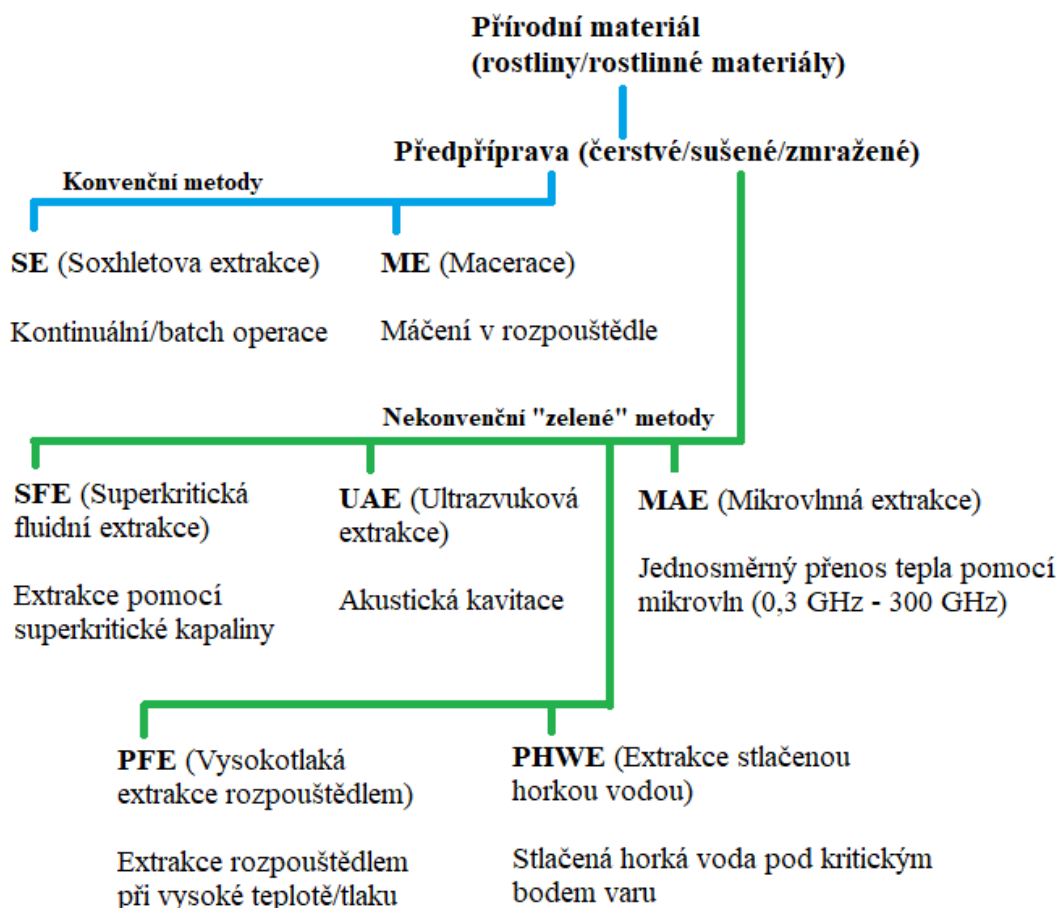 Přírodní materiál
(rostliny/rostlinné materiály)
Předpříprava (čerstvé/sušené/zmražené)
Konvenční metody
SE (Soxhletova extrakce)
Kontinuální/batch operace
ME (Macerace)
Máčení v rozpouštědle
Nekonvenční "zelené" metody
SFE (Superkritická
fluidní extrakce)
Extrakce pomocí
superkritické kapaliny
UAE (Ultrazvuková
extrakce)
Akustická kavitace
MAE (Mikrovlnná extrakce)
Jednosměrný přenos tepla pomocí
mikrovln (0,3 GHz - 300 GHz)
PFE (Vysokotlaká
extrakce rozpouštědlem)
Extrakce rozpouštědlem
při vysoké teplotě/tlaku
PHWE (Extrakce stlačenou
horkou vodou)
Stlačená horká voda pod kritickým
bodem varu